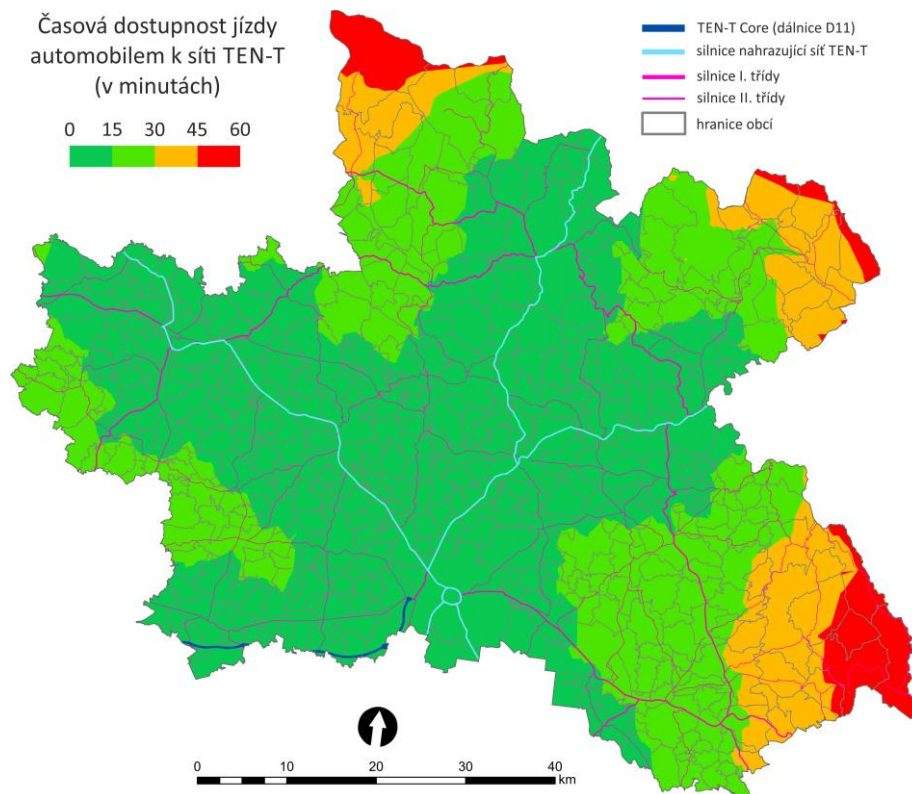 Časová dostupnost jízdy
automobilem k síti TEN-T
(v minutách)
0 15 30 45 60
TEN-T Core (dálnice D11)
silnice nahrazující síť TEN-T
silnice I. třídy
silnice II. třídy
hranice obcí
0 10 20 30 40
km